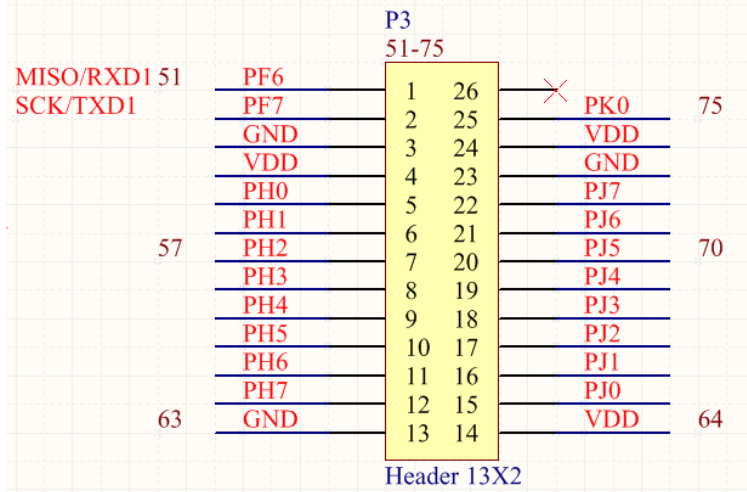 P3
51-75
MISO/RXD1 51 PF6 1 26
SCK/TXD1 PF7 2 25 PK0 75
GND 3 24 VDD
VDD 4 23 GND
PH0 5 22 PJ7
PH1 6 21 PJ6
57 PH2 7 20 PJ5 70
PH3 8 19 PJ4
PH4 9 18 PJ3
PH5 10 17 PJ2
PH6 11 16 PJ1
PH7 12 15 PJ0
63 GND 13 14 VDD 64
Header 13X2